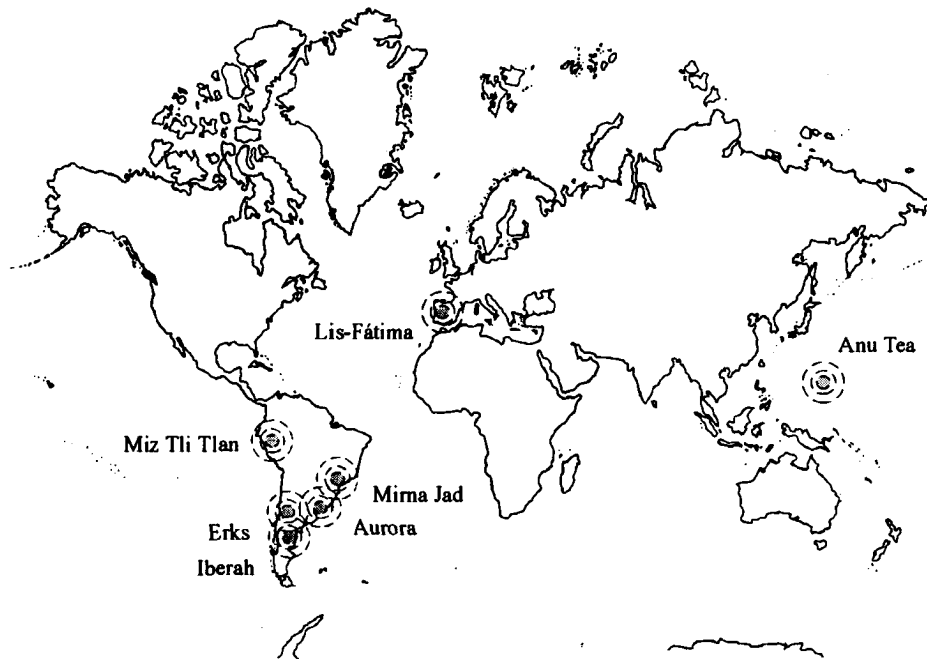 Lis-Fátima
Anu Tea
Miz Tli Tlan
Mirna Jad
Erks
Aurora
Iberah